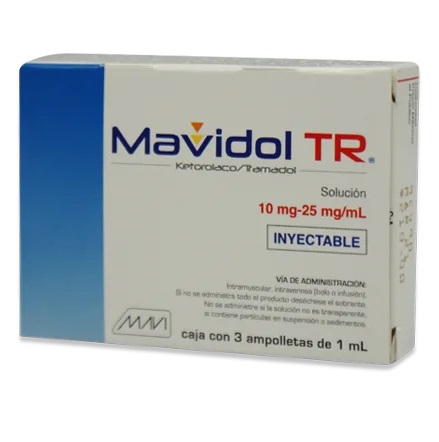 Mavidol TR®
Ketorolaco/Tramadol
Solución
10 mg-25 mg/mL
INYECTABLE
VÍA DE ADMINISTRACIÓN:
Intramuscular, intravenosa (bolo o infusión).
Si no se administra todo el producto deséchese el sobrante.
No se administre si la solución no es transparente,
si contiene partículas en suspensión o sedimentos.
MAVI
caja con 3 ampolletas de 1 mL